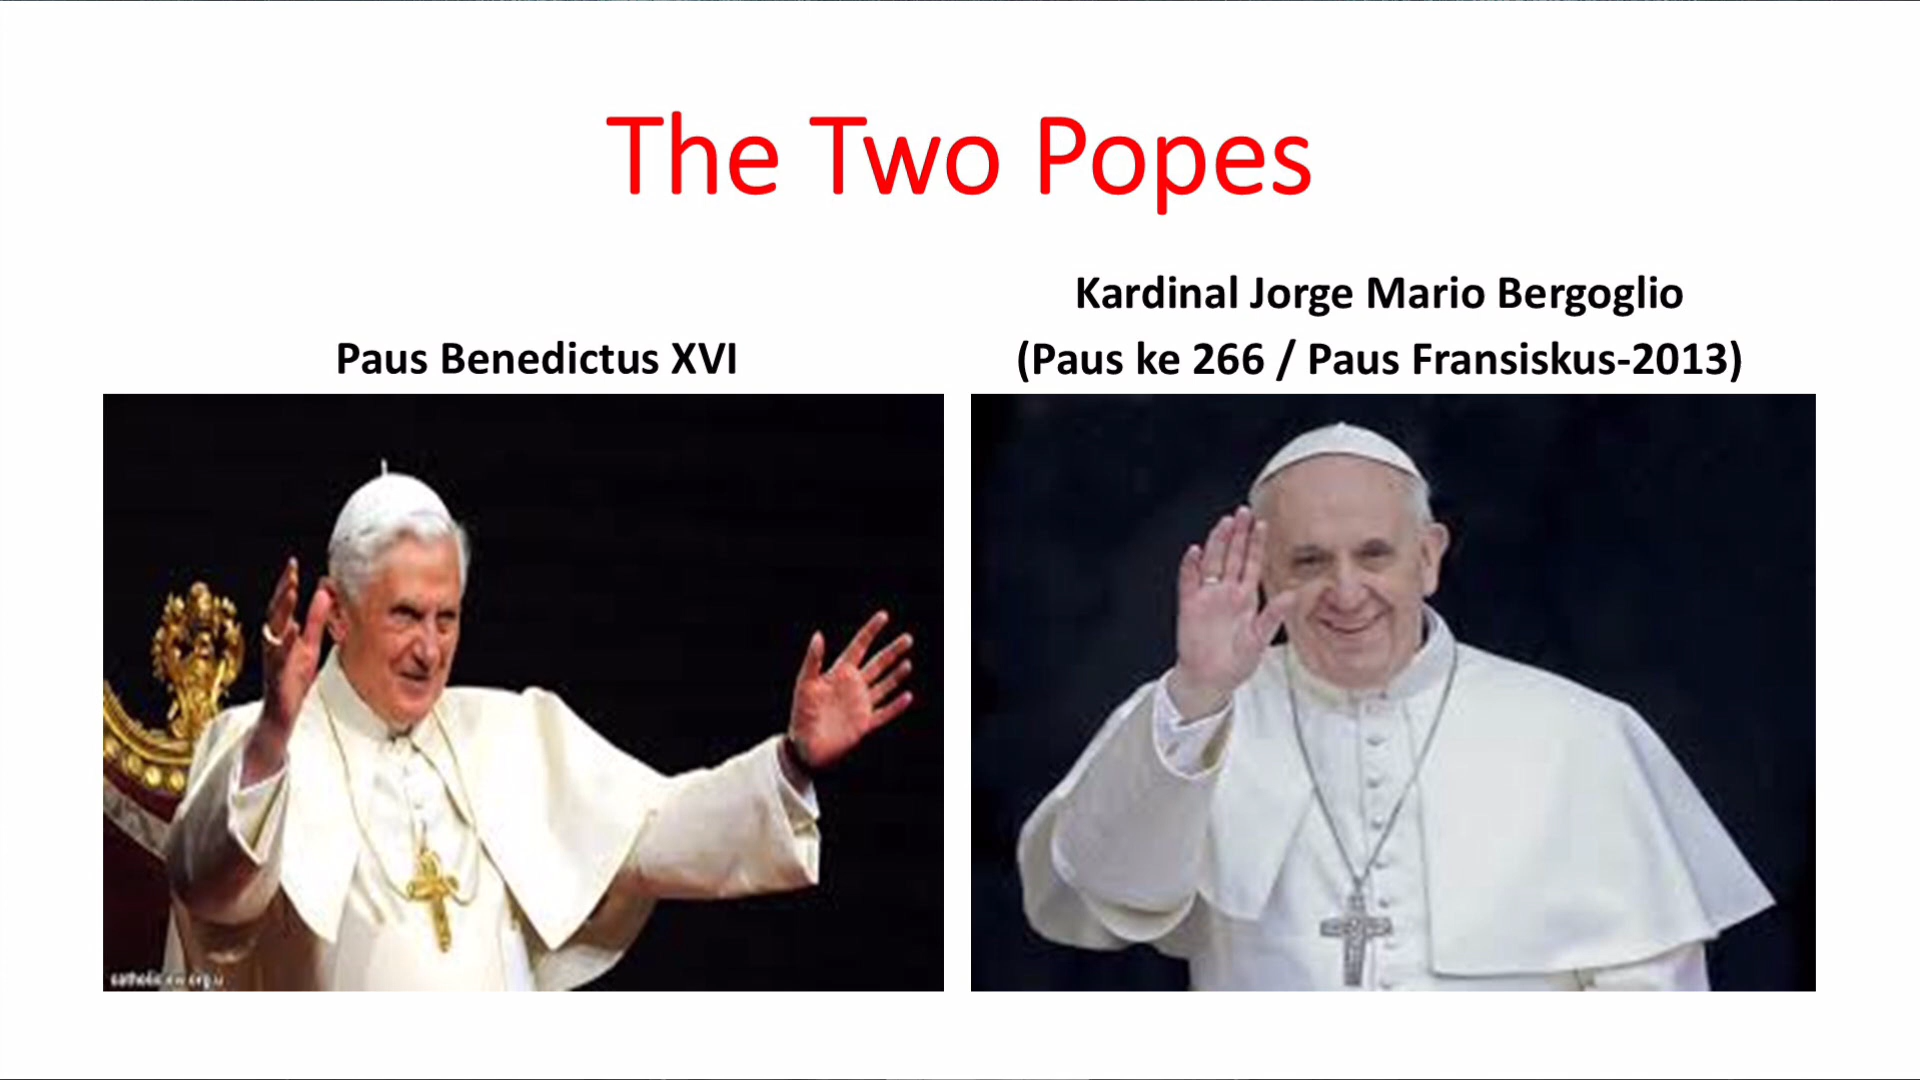 The Two Popes
Paus Benedictus XVI
Kardinal Jorge Mario Bergoglio
(Paus ke 266 / Paus Fransiskus-2013)